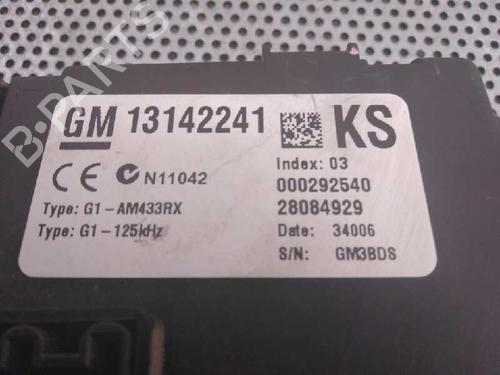 GM 13142241 KS
CE N11042
Index: 03
000292540
Type: G1-AM433RX
28084929
Type: G1-125kHz
Date: 34006
S/N: GM3BDS
B-PARTS